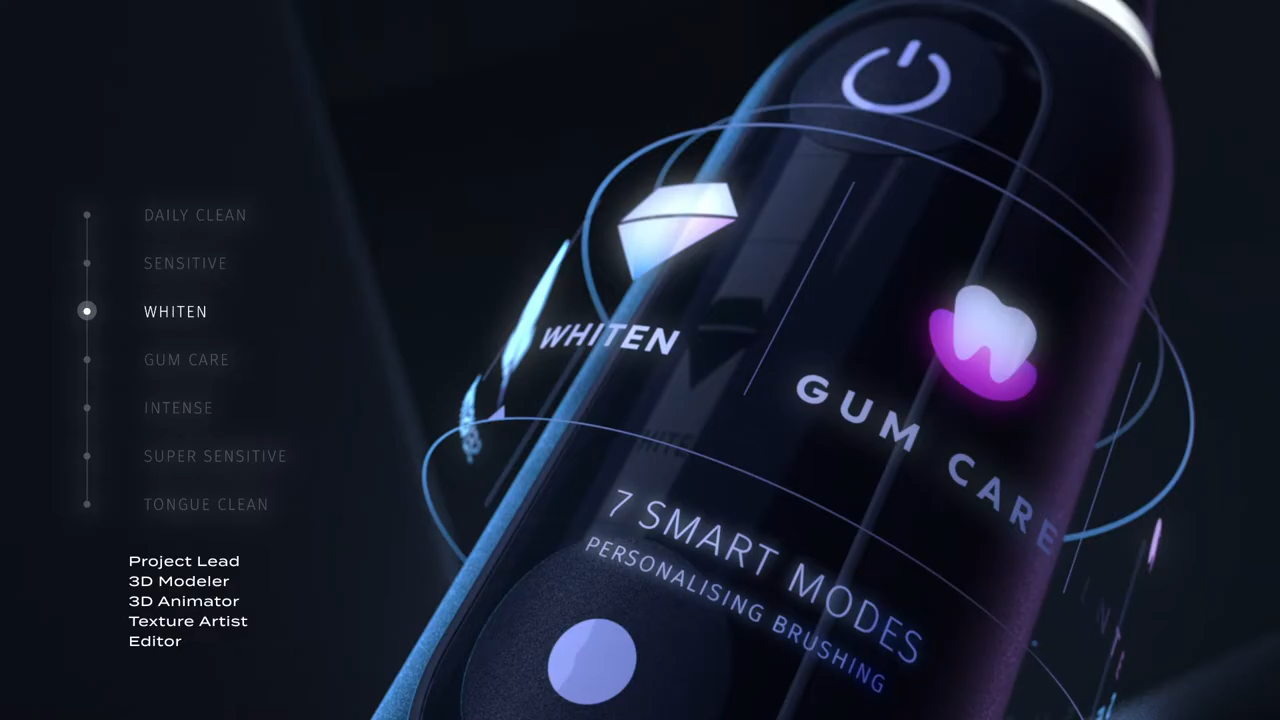 DAILY CLEAN
SENSITIVE
WHITEN
GUM CARE
INTENSE
SUPER SENSITIVE
TONGUE CLEAN
Project Lead
3D Modeler
3D Animator
Texture Artist
Editor
WHITEN
GUM CARE
7 SMART MODES
PERSONALISING BRUSHING